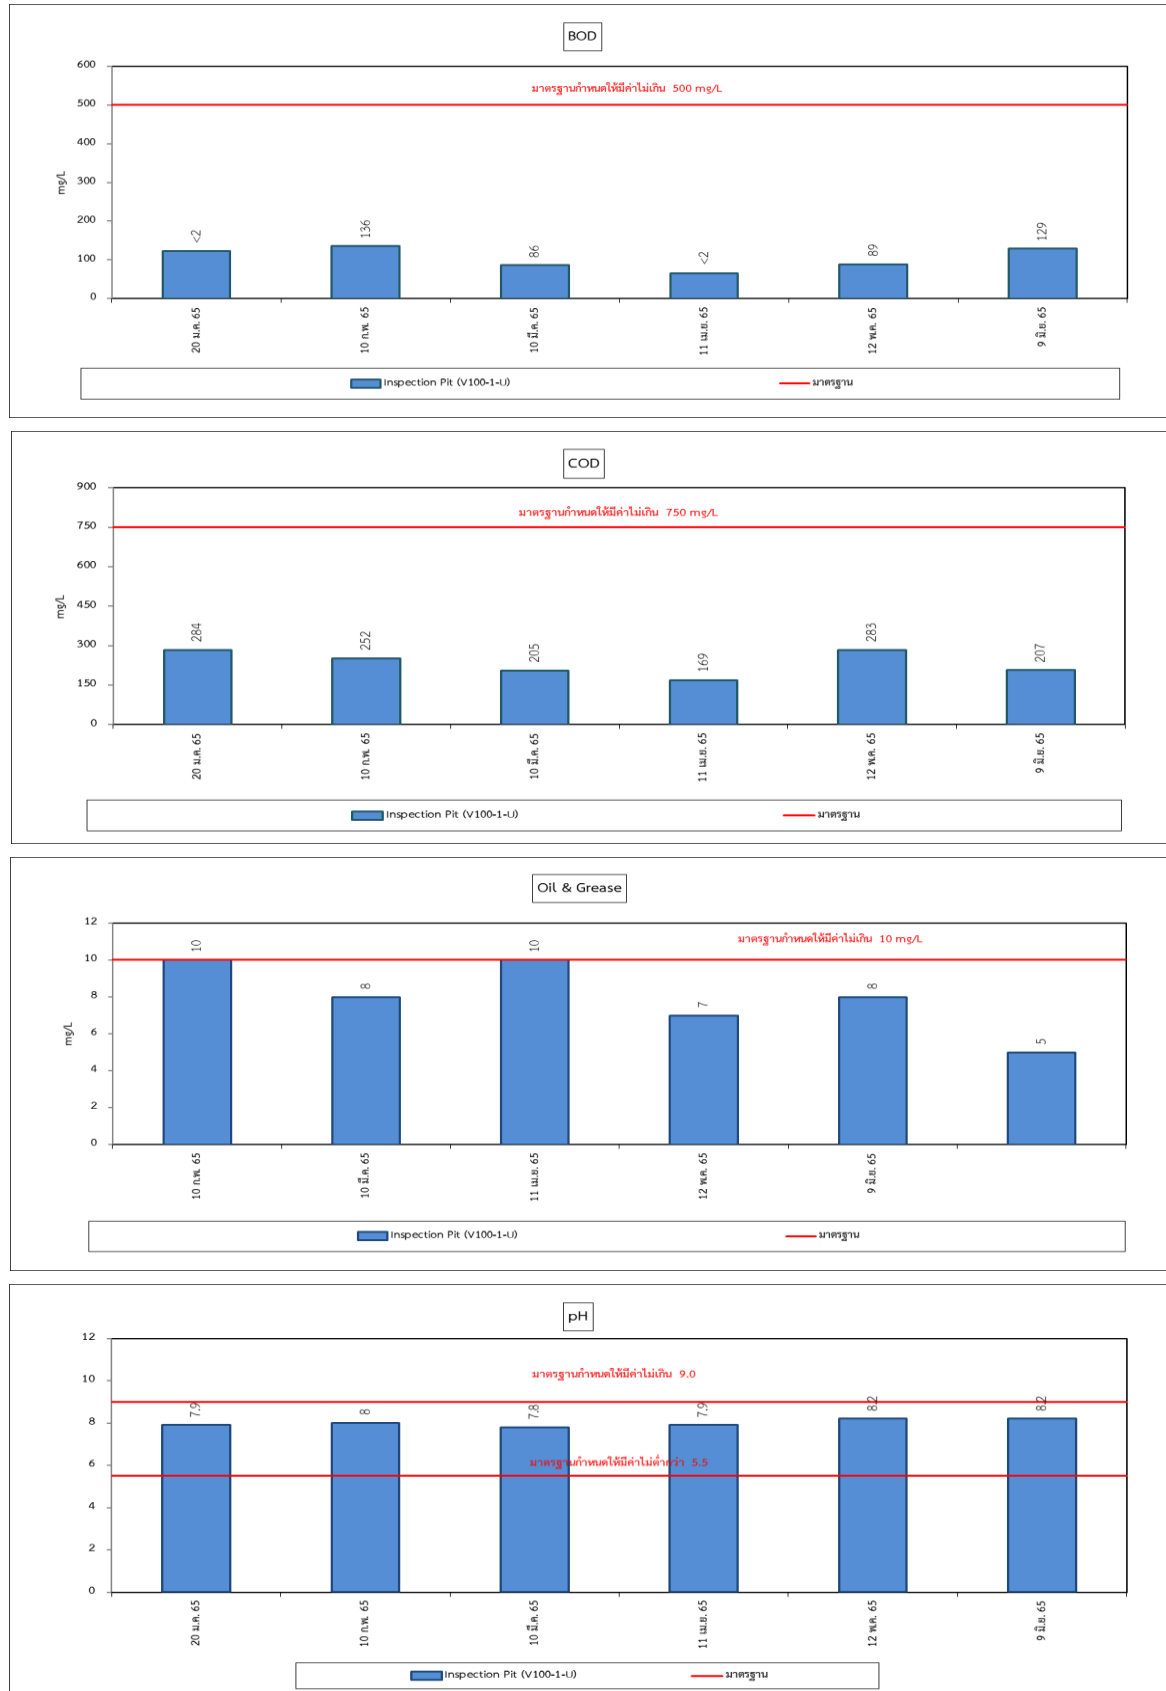 BOD
600
มาตรฐานกำหนดให้มีค่าไม่เกิน 500 mg/L
500
400
300
mg/L
200
100
0
<2
136
86
<2
89
129
20 ม.ค. 65
10 ก.พ. 65
10 มี.ค. 65
11 เม.ย. 65
12 พ.ค. 65
9 มิ.ย. 65
Inspection Pit (V100-1-U)
มาตรฐาน
COD
900
มาตรฐานกำหนดให้มีค่าไม่เกิน 750 mg/L
750
600
450
mg/L
300
150
0
284
252
205
169
283
207
20 ม.ค. 65
10 ก.พ. 65
10 มี.ค. 65
11 เม.ย. 65
12 พ.ค. 65
9 มิ.ย. 65
Inspection Pit (V100-1-U)
มาตรฐาน
Oil & Grease
12
มาตรฐานกำหนดให้มีค่าไม่เกิน 10 mg/L
10
8
6
mg/L
4
2
0
10
8
10
7
8
5
10 ก.พ. 65
10 มี.ค. 65
11 เม.ย. 65
12 พ.ค. 65
9 มิ.ย. 65
Inspection Pit (V100-1-U)
มาตรฐาน
pH
12
มาตรฐานกำหนดให้มีค่าไม่เกิน 9.0
10
8
มาตรฐานกำหนดให้มีค่าไม่ต่ำกว่า 5.5
6
4
2
0
7.9
8
7.8
7.9
8.2
8.2
20 ม.ค. 65
10 ก.พ. 65
10 มี.ค. 65
11 เม.ย. 65
12 พ.ค. 65
9 มิ.ย. 65
Inspection Pit (V100-1-U)
มาตรฐาน